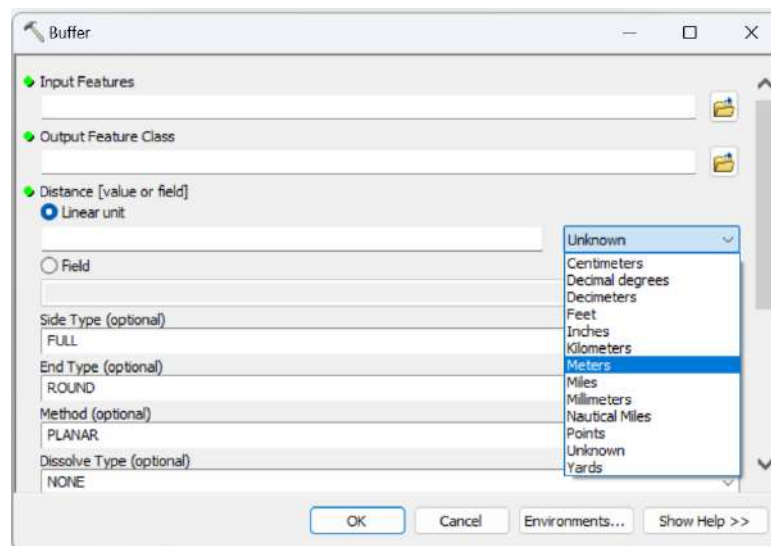 Buffer
Input Features
Output Feature Class
Distance [value or field]
Linear unit
Unknown
Centimeters
Decimal degrees
Decimeters
Feet
Inches
Kilometers
Meters
Miles
Millimeters
Nautical Miles
Points
Unknown
Yards
Field
Side Type (optional)
FULL
End Type (optional)
ROUND
Method (optional)
PLANAR
Dissolve Type (optional)
NONE
OK
Cancel
Environments...
Show Help >>